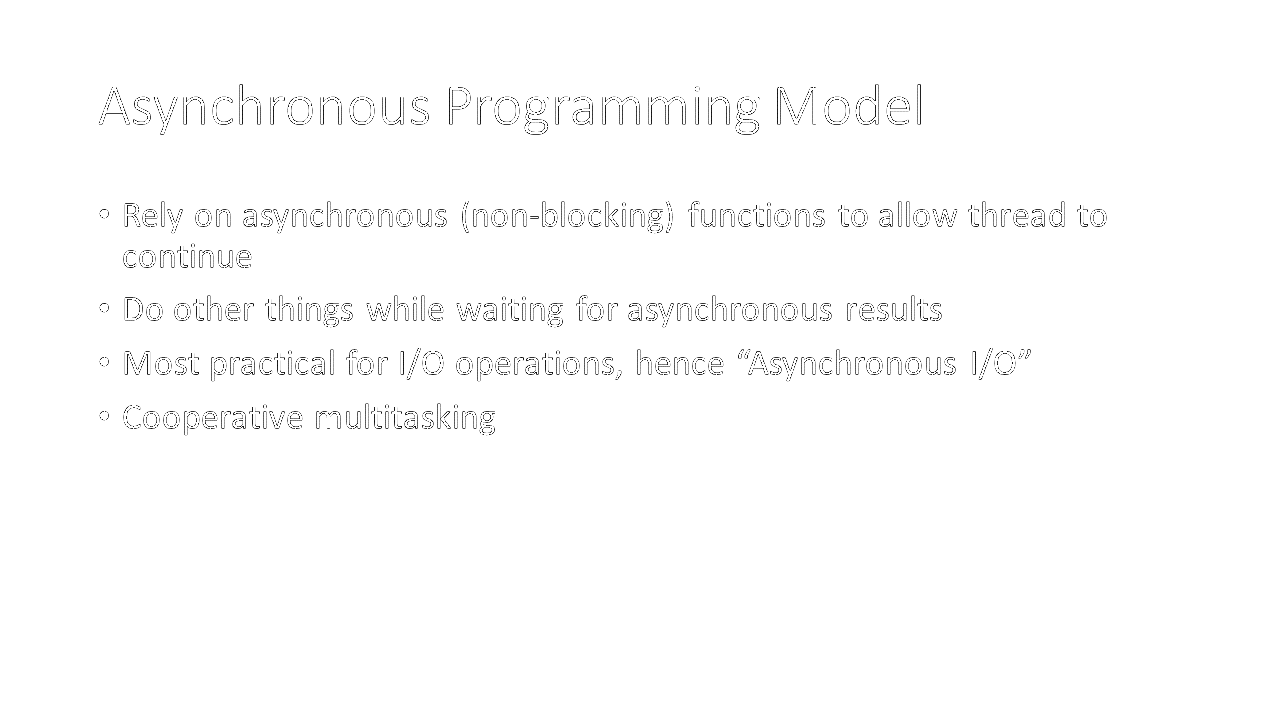 Asynchronous Programming Model
• Rely on asynchronous (non-blocking) functions to allow thread to
continue
• Do other things while waiting for asynchronous results
• Most practical for I/O operations, hence “Asynchronous I/O”
• Cooperative multitasking